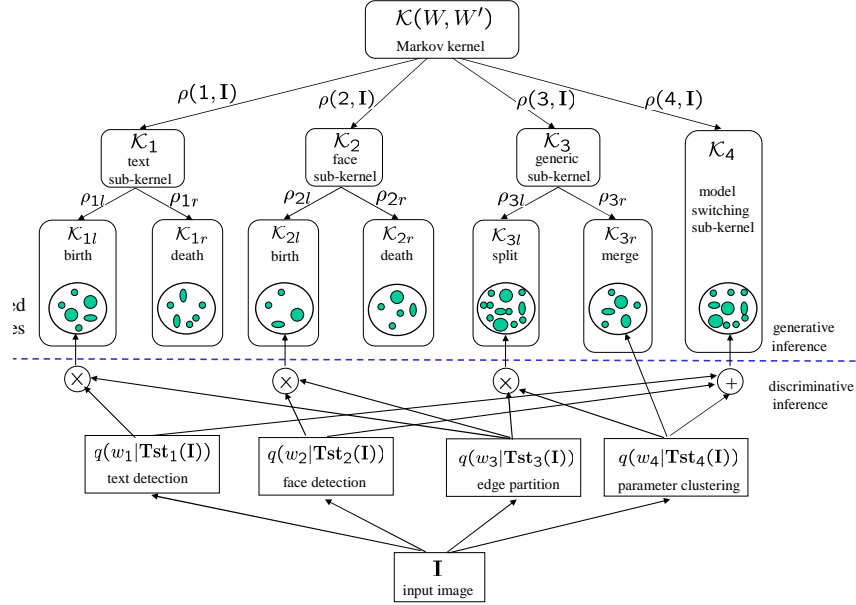 𝒦(W, W′)
Markov kernel
ρ(1, I)
ρ(2, I)
ρ(3, I)
ρ(4, I)
𝒦₁
text
sub-kernel
𝒦₂
face
sub-kernel
𝒦₃
generic
sub-kernel
𝒦₄
model
switching
sub-kernel
ρ₁ₗ
ρ₁ᵣ
ρ₂ₗ
ρ₂ᵣ
ρ₃ₗ
ρ₃ᵣ
𝒦₁ₗ
birth
𝒦₁ᵣ
death
𝒦₂ₗ
birth
𝒦₂ᵣ
death
𝒦₃ₗ
split
𝒦₃ᵣ
merge
ed
es
generative
inference
×
×
×
+
discriminative
inference
q(w₁|Tst₁(I))
text detection
q(w₂|Tst₂(I))
face detection
q(w₃|Tst₃(I))
edge partition
q(w₄|Tst₄(I))
parameter clustering
I
input image